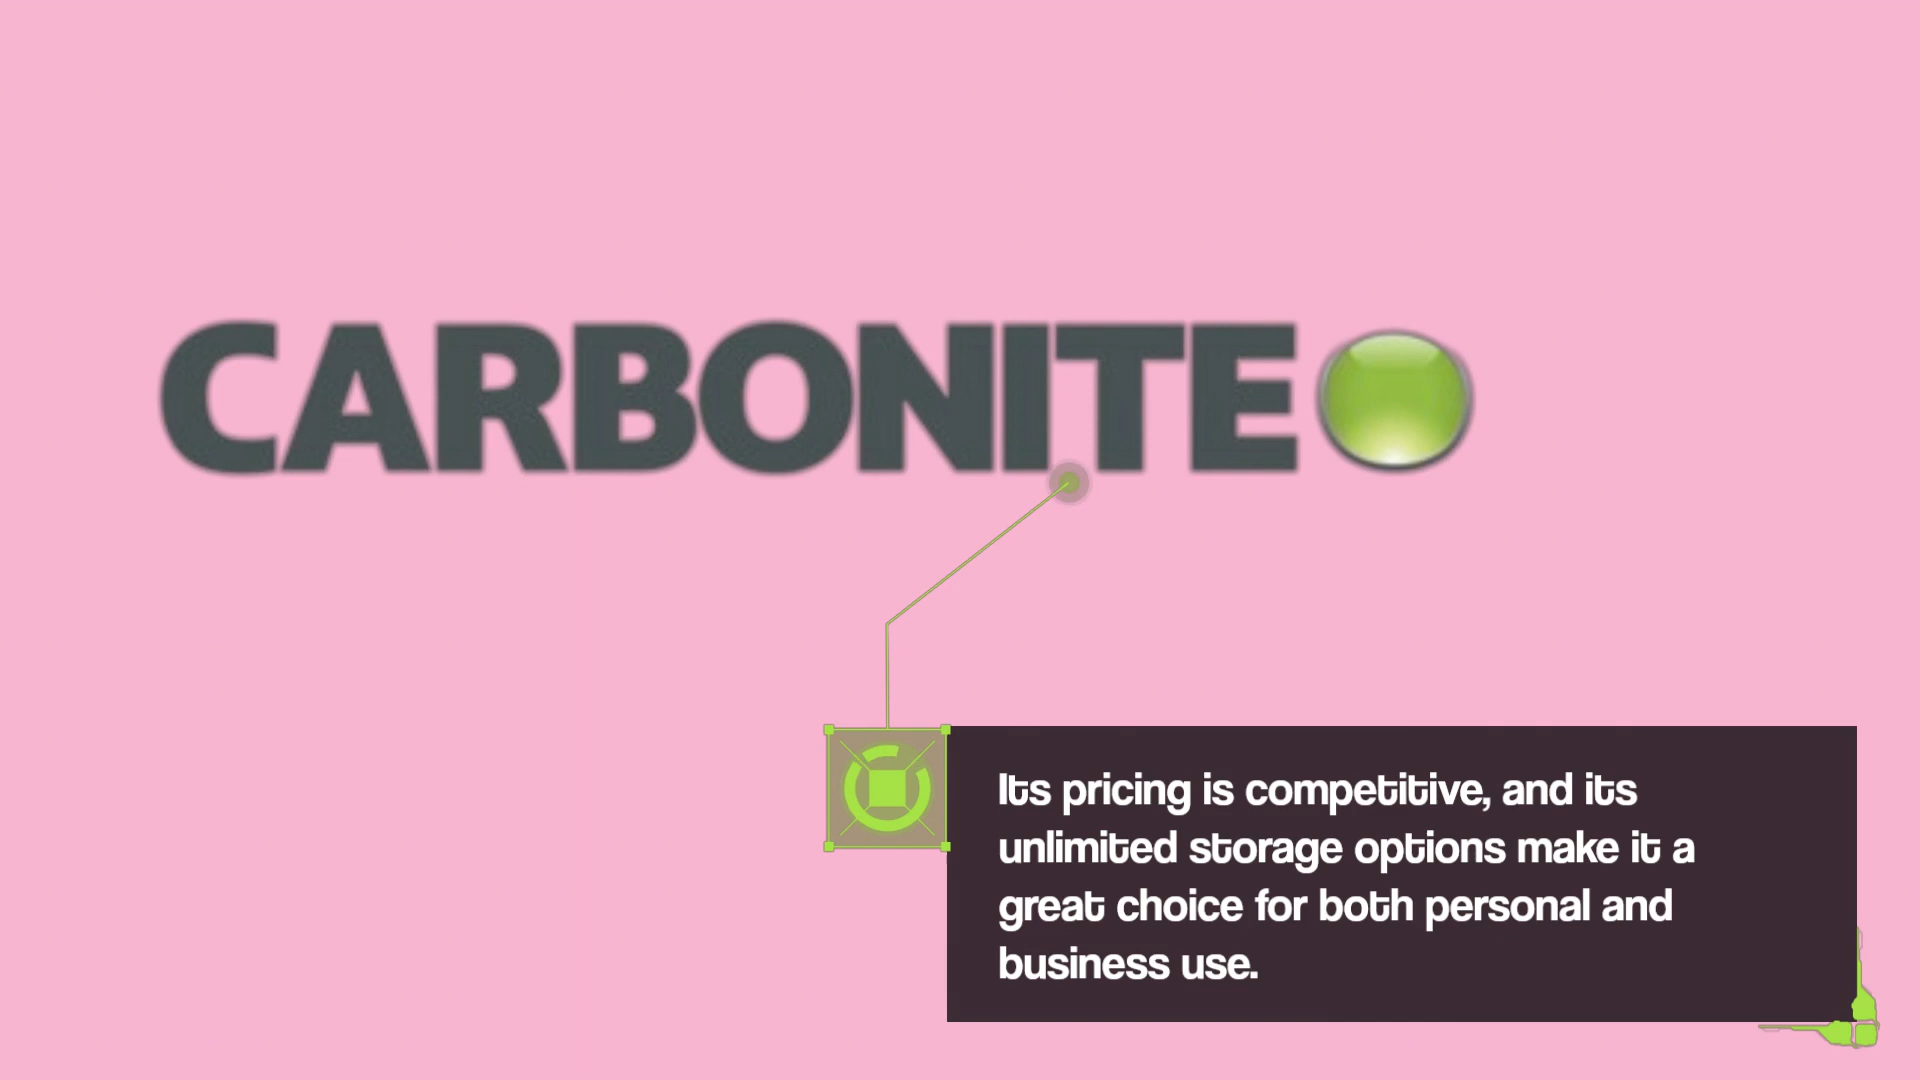 CARBONITE
Its pricing is competitive, and its
unlimited storage options make it a
great choice for both personal and
business use.